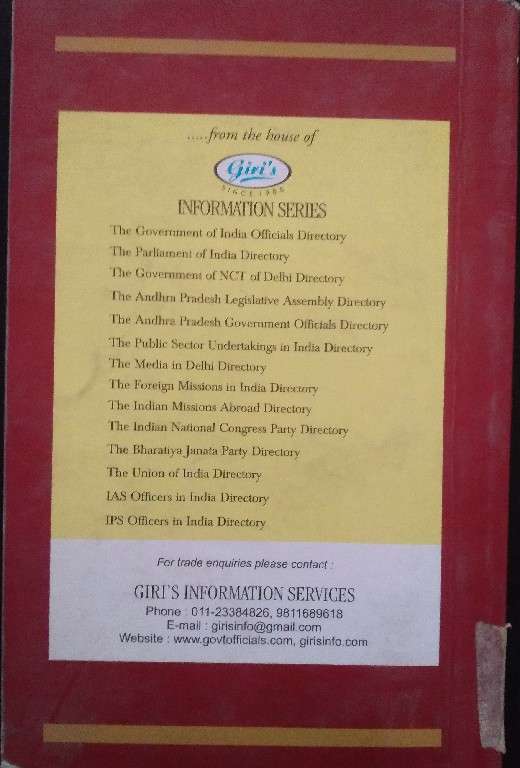 .....from the house of
Giri's
SINCE 1986
INFORMATION SERIES
The Government of India Officials Directory
The Parliament of India Directory
The Government of NCT of Delhi Directory
The Andhra Pradesh Legislative Assembly Directory
The Andhra Pradesh Government Officials Directory
The Public Sector Undertakings in India Directory
The Media in Delhi Directory
The Foreign Missions in India Directory
The Indian Missions Abroad Directory
The Indian National Congress Party Directory
The Bharatiya Janata Party Directory
The Union of India Directory
IAS Officers in India Directory
IPS Officers in India Directory
For trade enquiries please contact :
GIRI'S INFORMATION SERVICES
Phone : 011-23384826, 9811689618
E-mail : girisinfo@gmail.com
Website : www.govtofficials.com, girisinfo.com